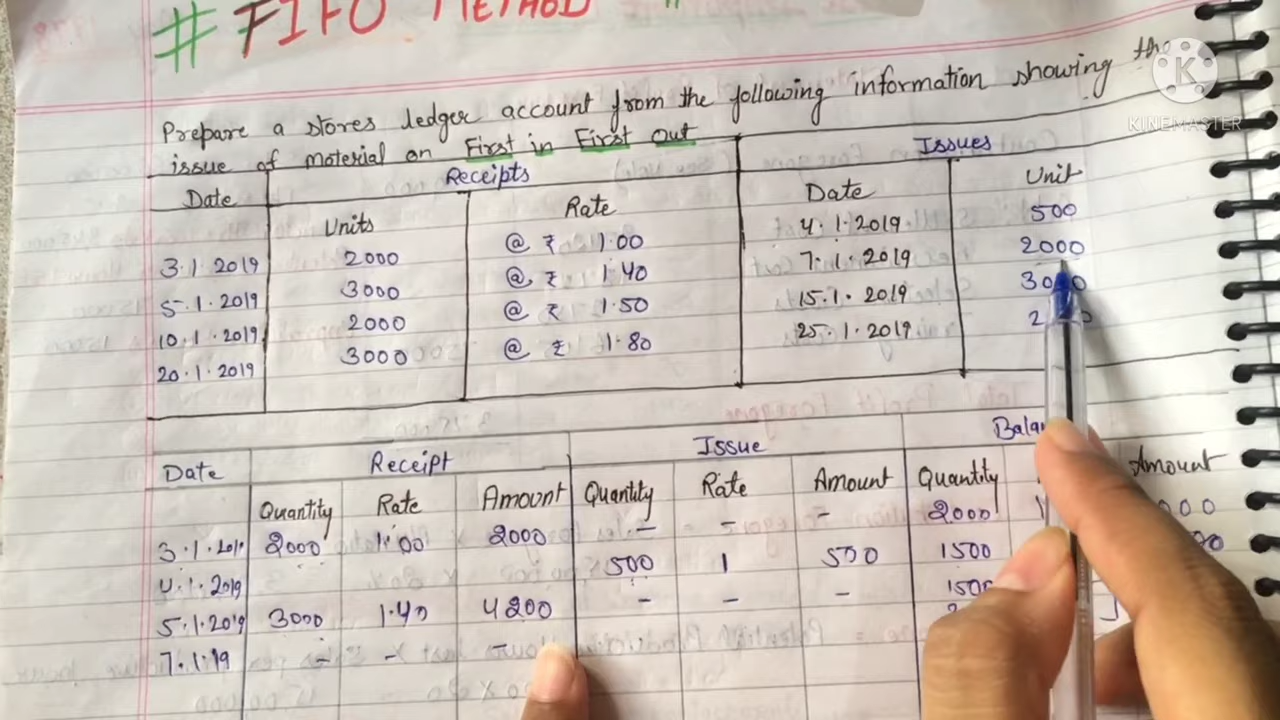 # FIFO METHOD #
Prepare a stores ledger account from the following information showing the
issue of material on First in First out
Receipts Issues
Date Units Rate Date Unit
3.1.2019 2000 @ ₹ 1.00 4.1.2019 500
5.1.2019 3000 @ ₹ 1.40 7.1.2019 2000
10.1.2019 2000 @ ₹ 1.50 15.1.2019
20.1.2019 3000 @ ₹ 1.80 25.1.2019
Date Receipt Issue
Quantity Rate Amount Quantity Rate Amount Quantity Amount
3.1.2019 2000 1.00 2000 - - - 2000
4.1.2019 500 1 500 1500
5.1.2019 3000 1.40 4200 - - - 1500
7.1.19 - - -
KINEMASTER
K